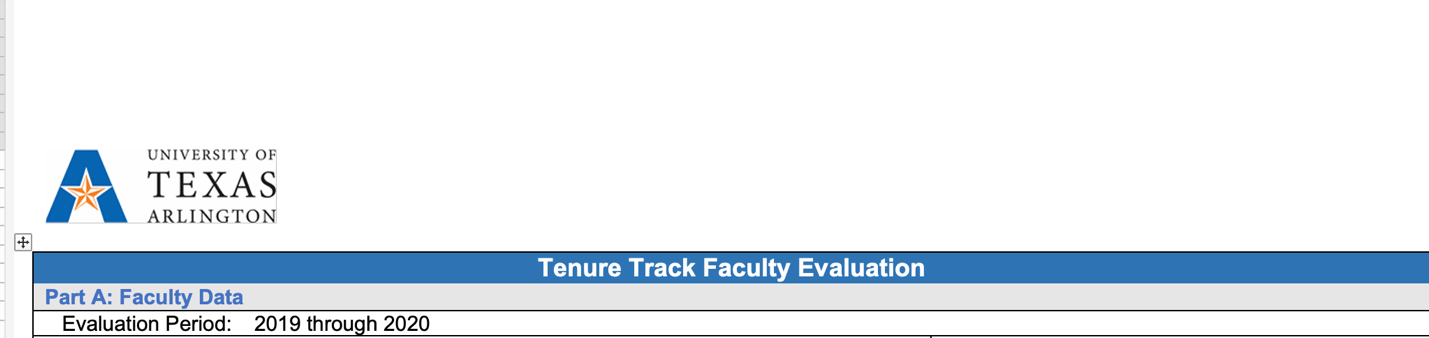 UNIVERSITY OF
TEXAS
ARLINGTON
Tenure Track Faculty Evaluation
Part A: Faculty Data
Evaluation Period: 2019 through 2020